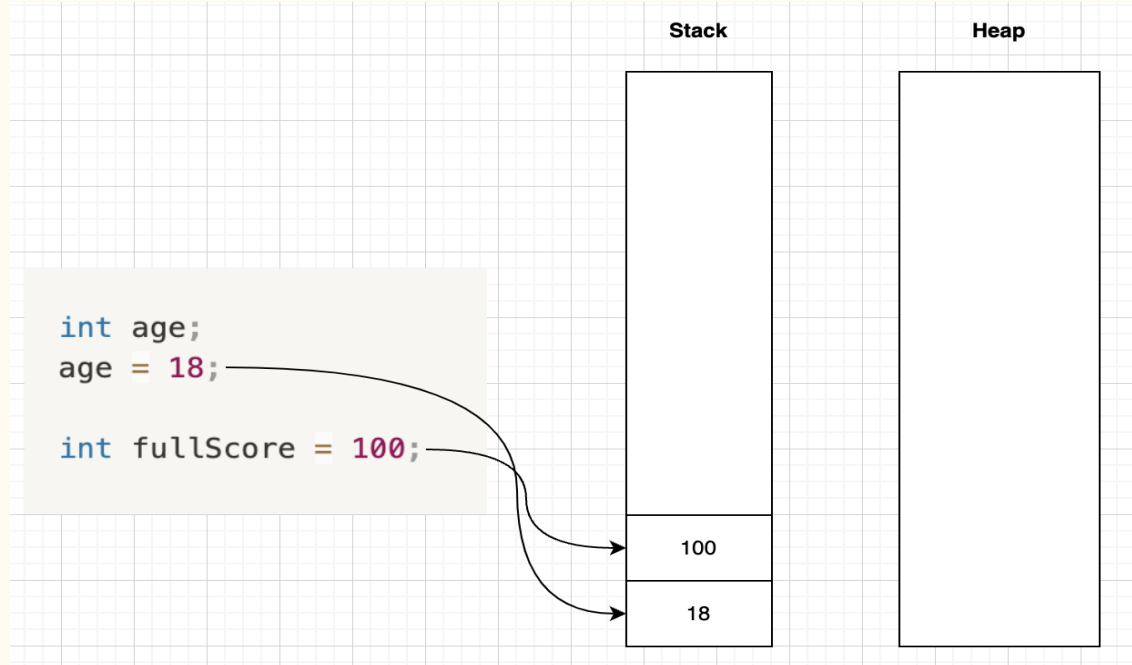 Stack
Heap
int age;
age = 18;
int fullScore = 100;
100
18